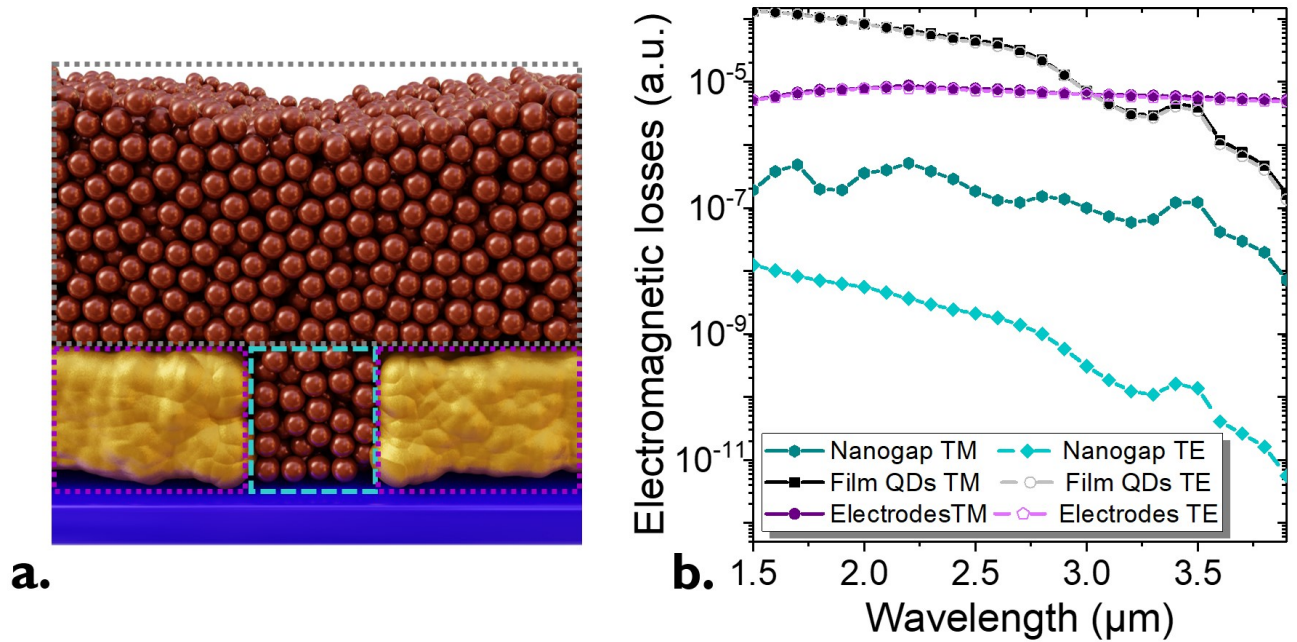 a.
Electromagnetic losses (a.u.)
10⁻⁵
10⁻⁷
10⁻⁹
10⁻¹¹
Nanogap TM Nanogap TE
Film QDs TM Film QDs TE
ElectrodesTM Electrodes TE
b.
1.5 2.0 2.5 3.0 3.5
Wavelength (μm)